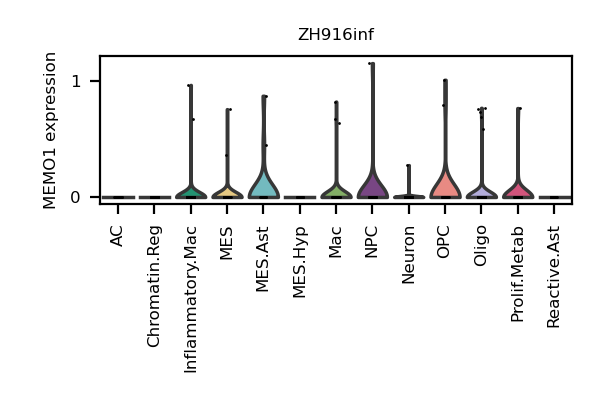 ZH916inf
MEMO1 expression
1
0
AC
Chromatin.Reg
Inflammatory.Mac
MES
MES.Ast
MES.Hyp
Mac
NPC
Neuron
OPC
Oligo
Prolif.Metab
Reactive.Ast